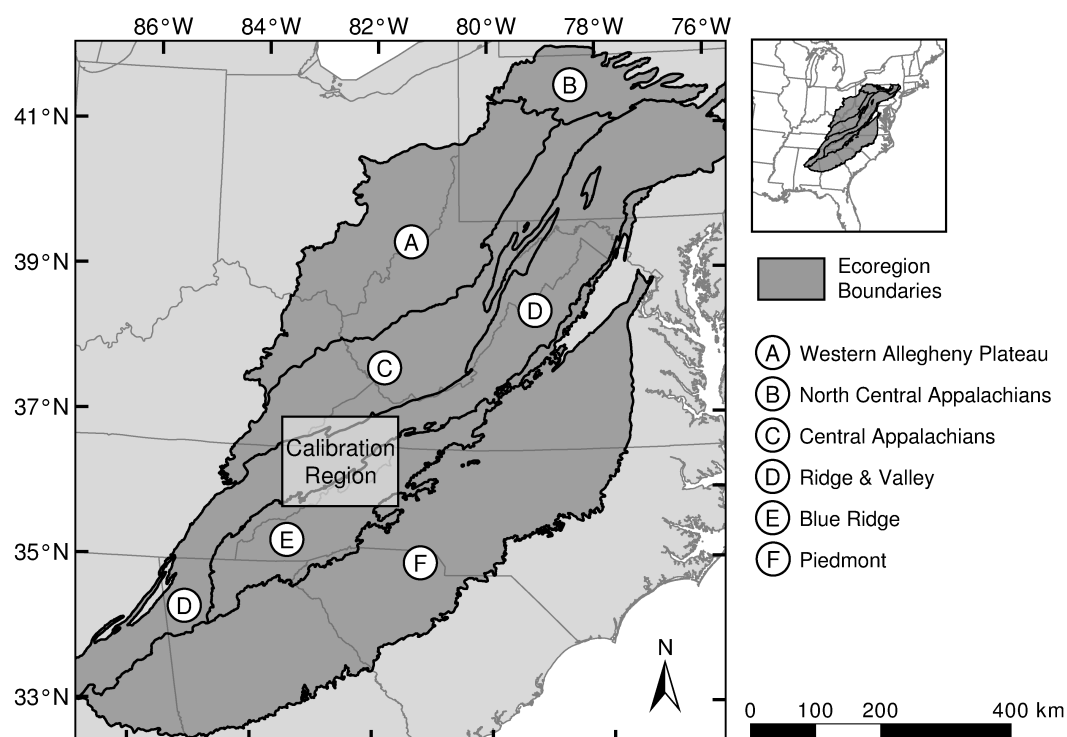 86°W 84°W 82°W 80°W 78°W 76°W
41°N
39°N
37°N
35°N
33°N
B
A
D
C
Calibration
Region
E
F
D
N
Ecoregion
Boundaries
A Western Allegheny Plateau
B North Central Appalachians
C Central Appalachians
D Ridge & Valley
E Blue Ridge
F Piedmont
0 100 200 400 km